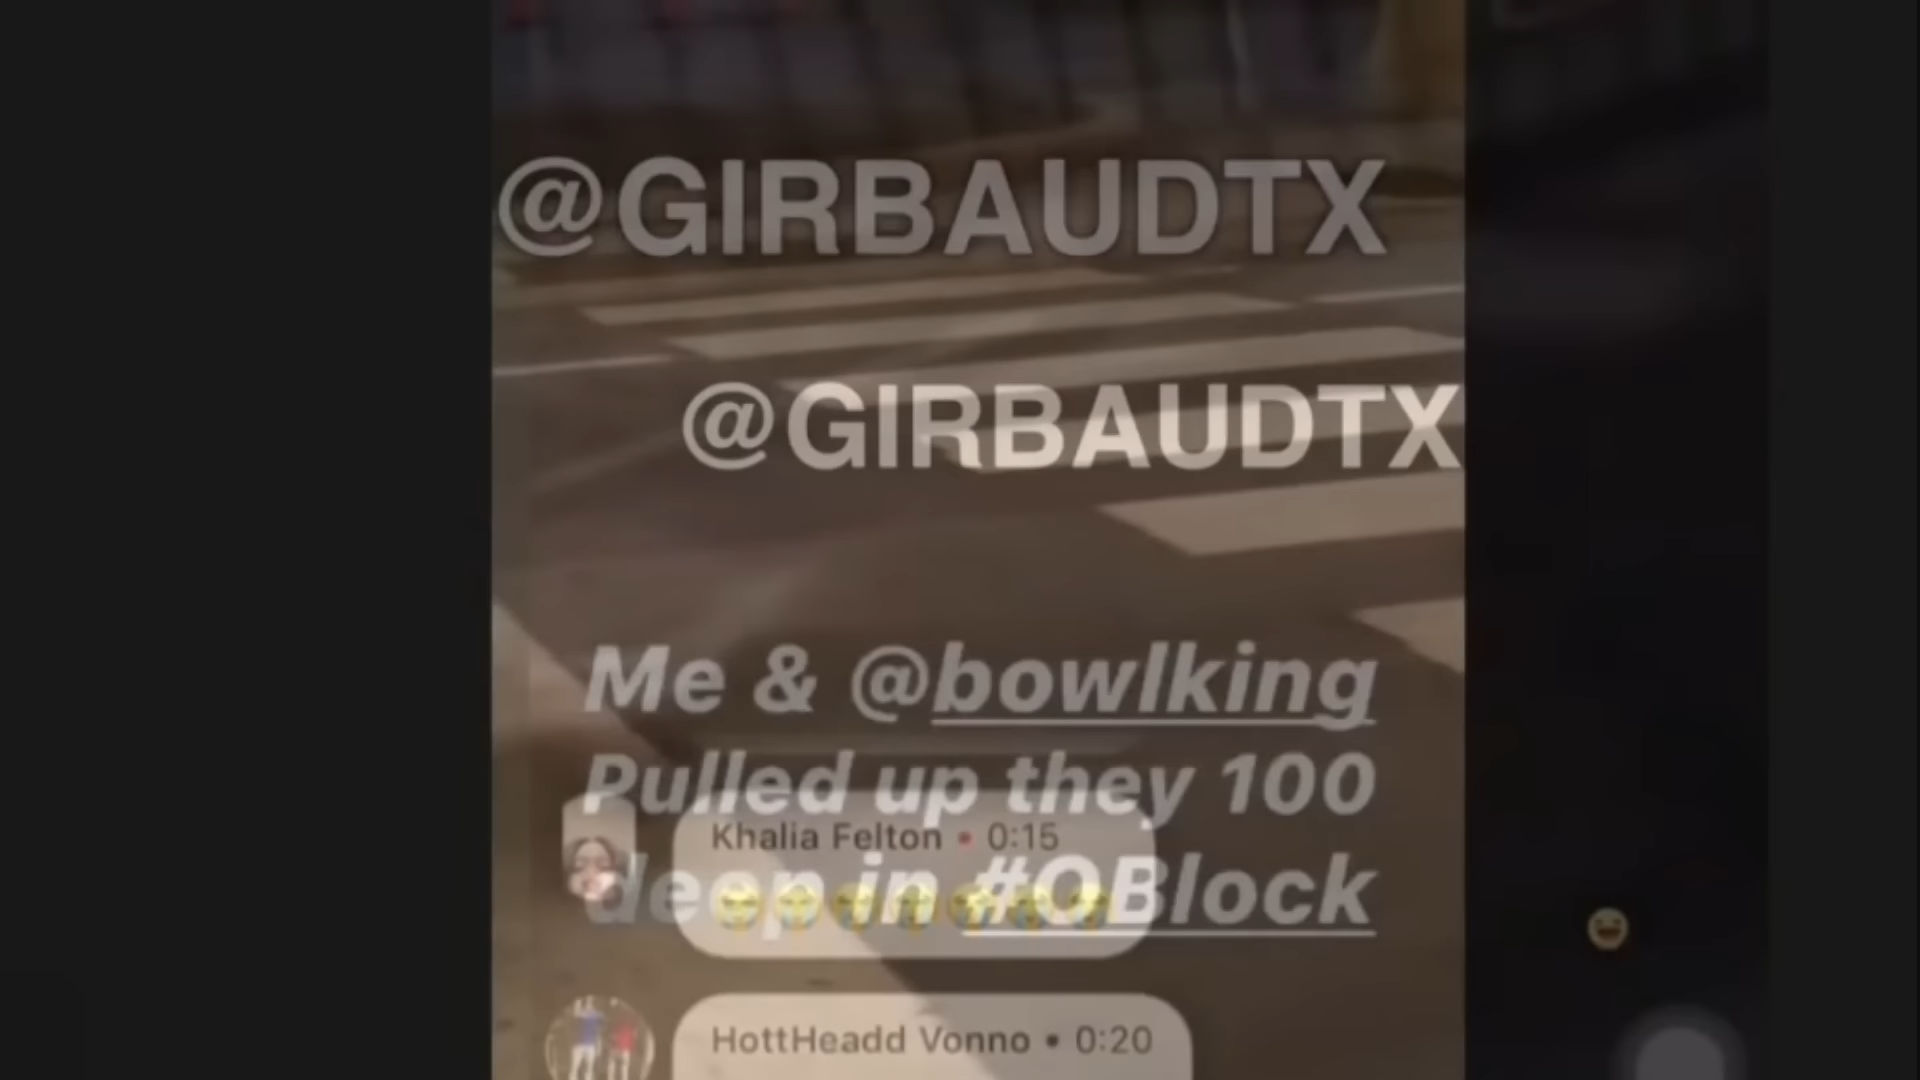 @GIRBAUDTX
@GIRBAUDTX
Me & @bowlking
Pulled up they 100
Khalia Felton • 0:15
deep in #OBlock
HottHeadd Vonno • 0:20